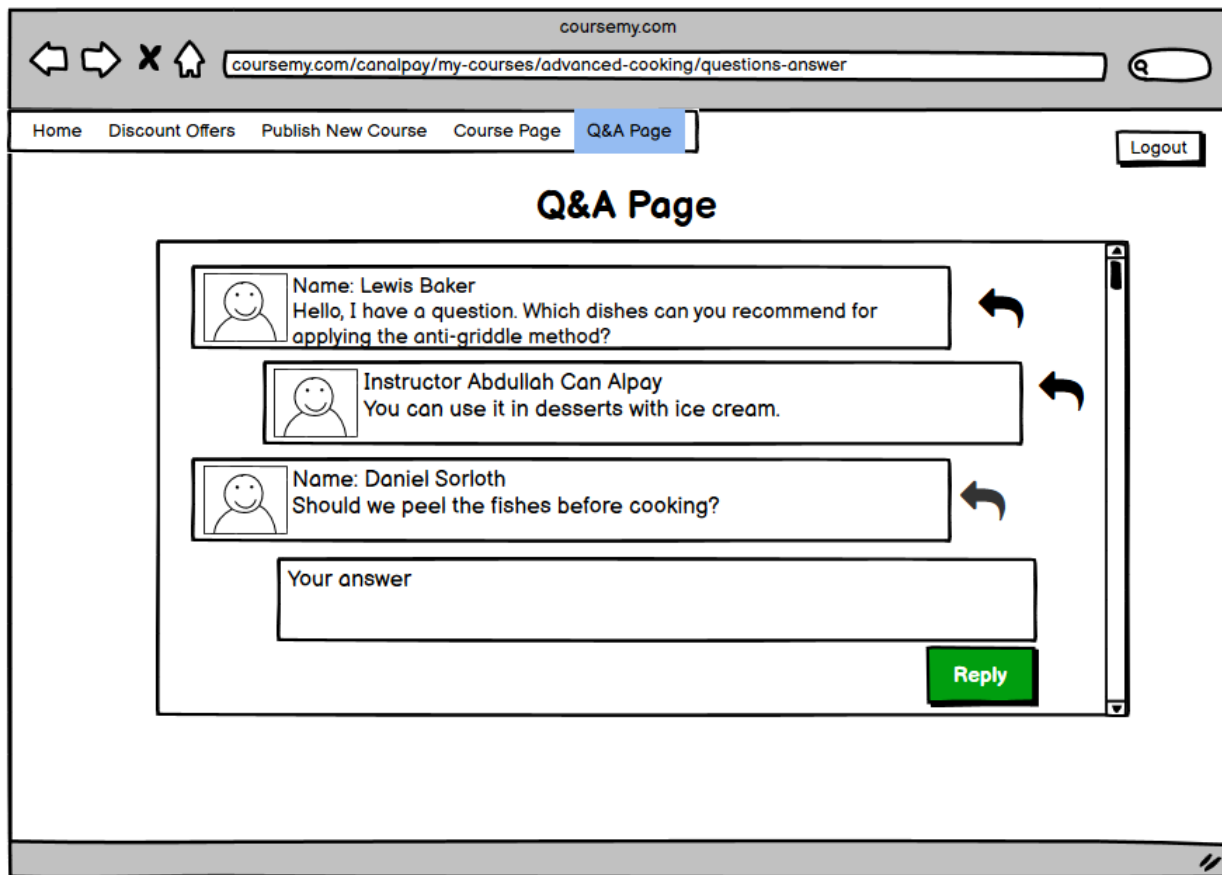 coursemy.com
coursemy.com/canalpay/my-courses/advanced-cooking/questions-answer
Home Discount Offers Publish New Course Course Page Q&A Page
Logout
Q&A Page
Name: Lewis Baker
Hello, I have a question. Which dishes can you recommend for
applying the anti-griddle method?
Instructor Abdullah Can Alpay
You can use it in desserts with ice cream.
Name: Daniel Sorloth
Should we peel the fishes before cooking?
Your answer
Reply